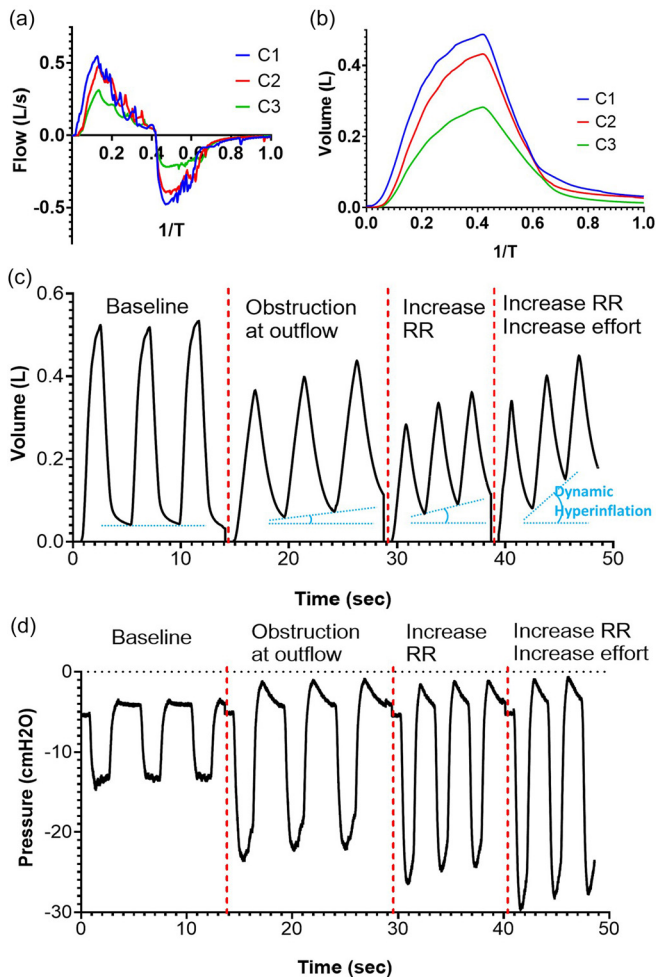 (a)
Flow (L/s)
0.5
0.0
-0.5
0.2 0.4 0.6 0.8 1.0
1/T
C1
C2
C3
(b)
Volume (L)
0.4
0.2
0.0
0.0 0.2 0.4 0.6 0.8 1.0
1/T
C1
C2
C3
(c)
Volume (L)
0.6
0.4
0.2
0.0
Baseline
Obstruction
at outflow
Increase
RR
Increase RR
Increase effort
Dynamic
Hyperinflation
0 10 20 30 40 50
Time (sec)
(d)
Pressure (cmH2O)
0
-10
-20
-30
Baseline
Obstruction
at outflow
Increase
RR
Increase RR
Increase effort
0 10 20 30 40 50
Time (sec)